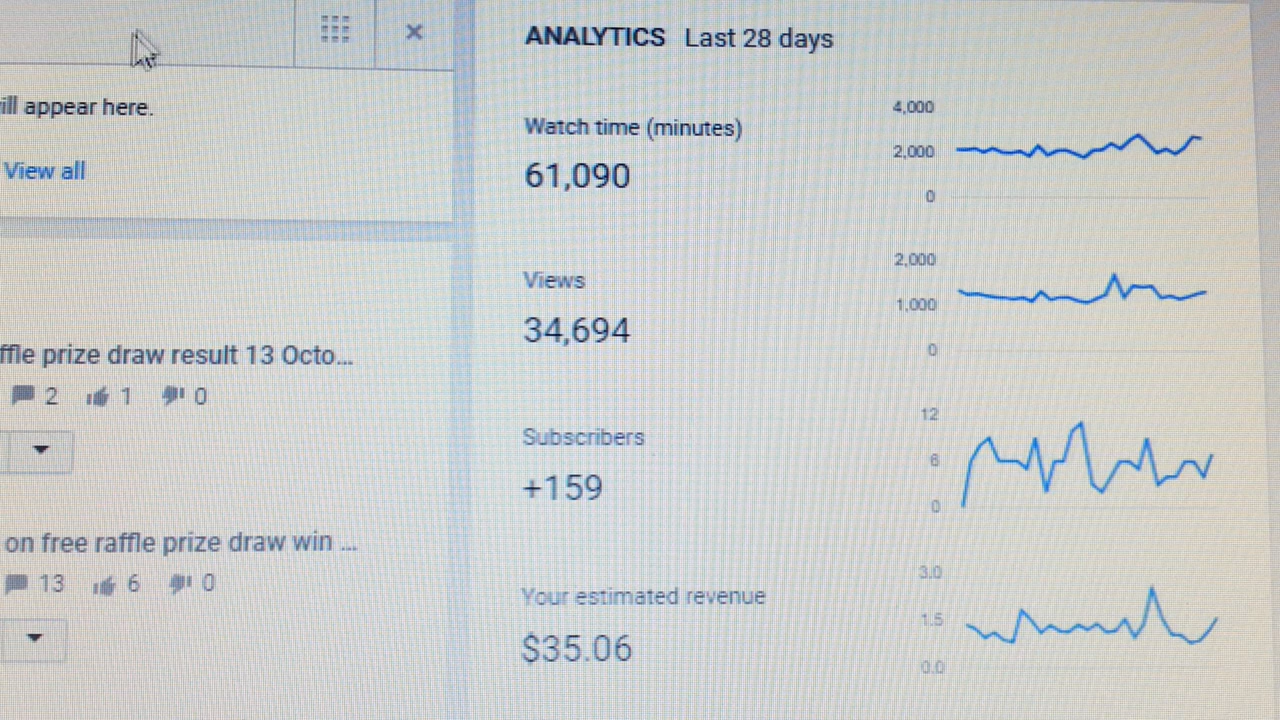 ill appear here.
View all
ffle prize draw result 13 Octo...
2 1 0
on free raffle prize draw win ...
13 6 0
ANALYTICS Last 28 days
Watch time (minutes)
61,090
4,000
2,000
0
Views
34,694
2,000
1,000
0
Subscribers
+159
12
6
0
Your estimated revenue
$35.06
3.0
1.5
0.0